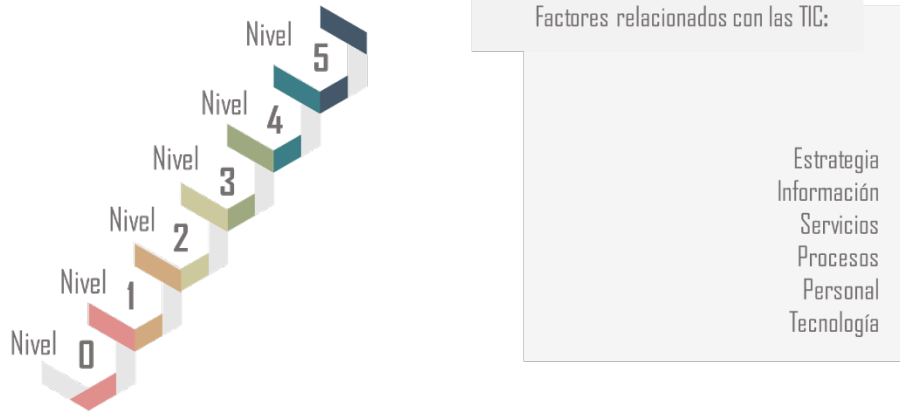 Nivel 5
Nivel 4
Nivel 3
Nivel 2
Nivel 1
Nivel 0
Factores relacionados con las TIC:
Estrategia
Información
Servicios
Procesos
Personal
Tecnología